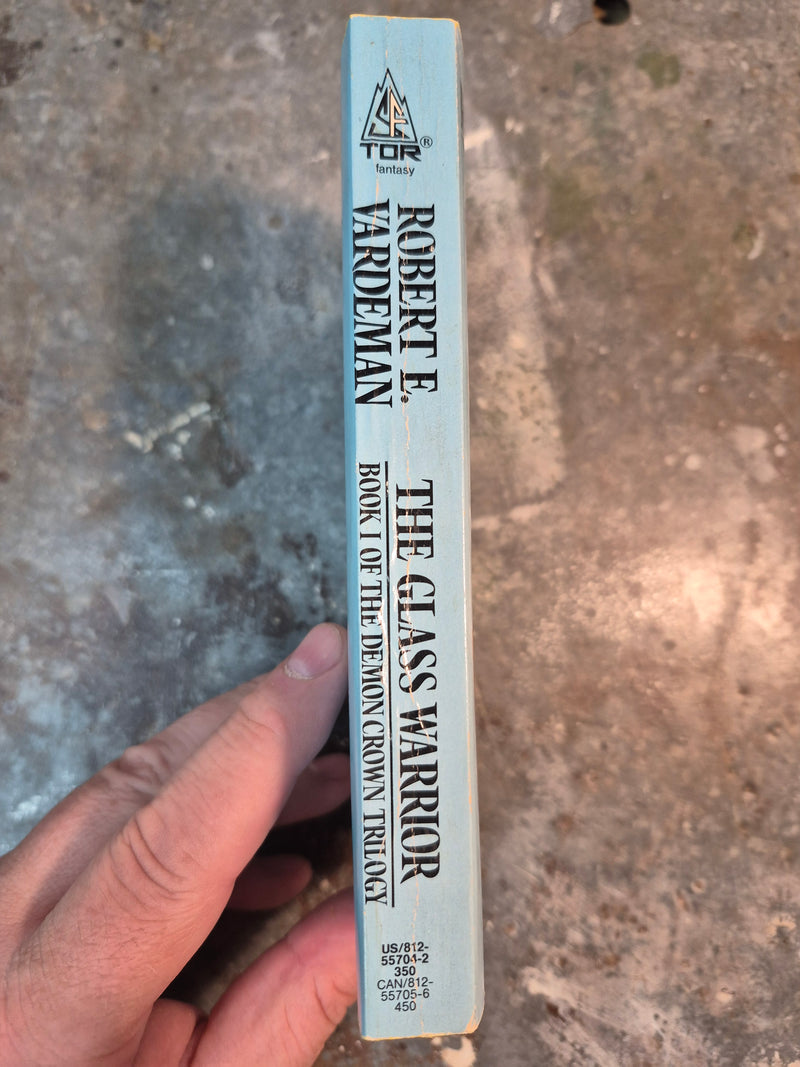 SF
TOR®
fantasy
ROBERT E.
VARDEMAN
THE GLASS WARRIOR
BOOK I OF THE DEMON CROWN TRILOGY
US/812-
55704-2
350
CAN/812-
55705-6
450